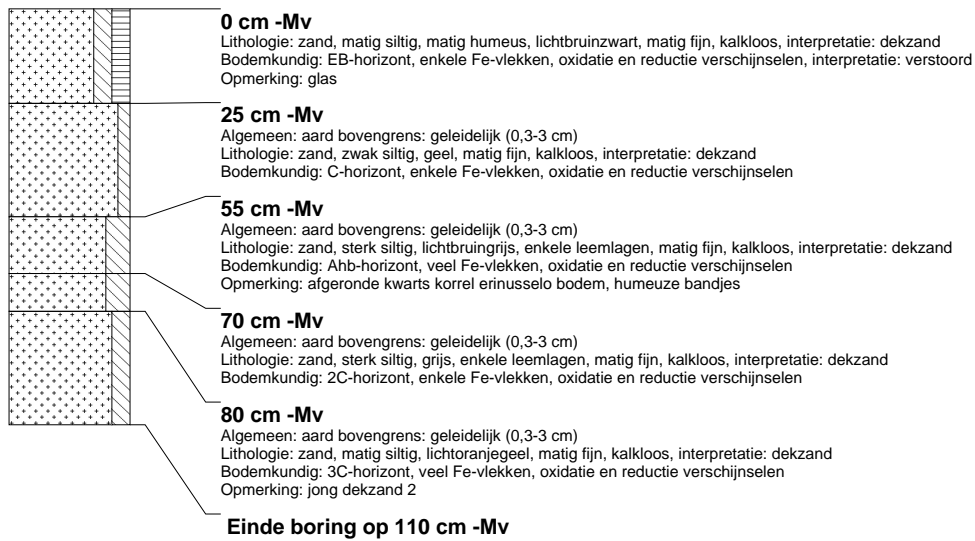 0 cm -Mv
Lithologie: zand, matig siltig, matig humeus, lichtbruinzwart, matig fijn, kalkloos, interpretatie: dekzand
Bodemkundig: EB-horizont, enkele Fe-vlekken, oxidatie en reductie verschijnselen, interpretatie: verstoord
Opmerking: glas
25 cm -Mv
Algemeen: aard bovengrens: geleidelijk (0,3-3 cm)
Lithologie: zand, zwak siltig, geel, matig fijn, kalkloos, interpretatie: dekzand
Bodemkundig: C-horizont, enkele Fe-vlekken, oxidatie en reductie verschijnselen
55 cm -Mv
Algemeen: aard bovengrens: geleidelijk (0,3-3 cm)
Lithologie: zand, sterk siltig, lichtbruingrijs, enkele leemlagen, matig fijn, kalkloos, interpretatie: dekzand
Bodemkundig: Ahb-horizont, veel Fe-vlekken, oxidatie en reductie verschijnselen
Opmerking: afgeronde kwarts korrel erinusselo bodem, humeuze bandjes
70 cm -Mv
Algemeen: aard bovengrens: geleidelijk (0,3-3 cm)
Lithologie: zand, sterk siltig, grijs, enkele leemlagen, matig fijn, kalkloos, interpretatie: dekzand
Bodemkundig: 2C-horizont, enkele Fe-vlekken, oxidatie en reductie verschijnselen
80 cm -Mv
Algemeen: aard bovengrens: geleidelijk (0,3-3 cm)
Lithologie: zand, matig siltig, lichtoranjegeel, matig fijn, kalkloos, interpretatie: dekzand
Bodemkundig: 3C-horizont, veel Fe-vlekken, oxidatie en reductie verschijnselen
Opmerking: jong dekzand 2
Einde boring op 110 cm -Mv